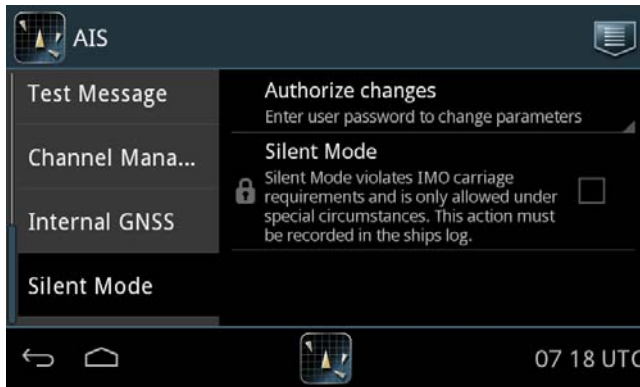 AIS
Test Message
Channel Mana...
Internal GNSS
Silent Mode
Authorize changes
Enter user password to change parameters
Silent Mode
Silent Mode violates IMO carriage
requirements and is only allowed under
special circumstances. This action must
be recorded in the ships log.
07 18 UTC